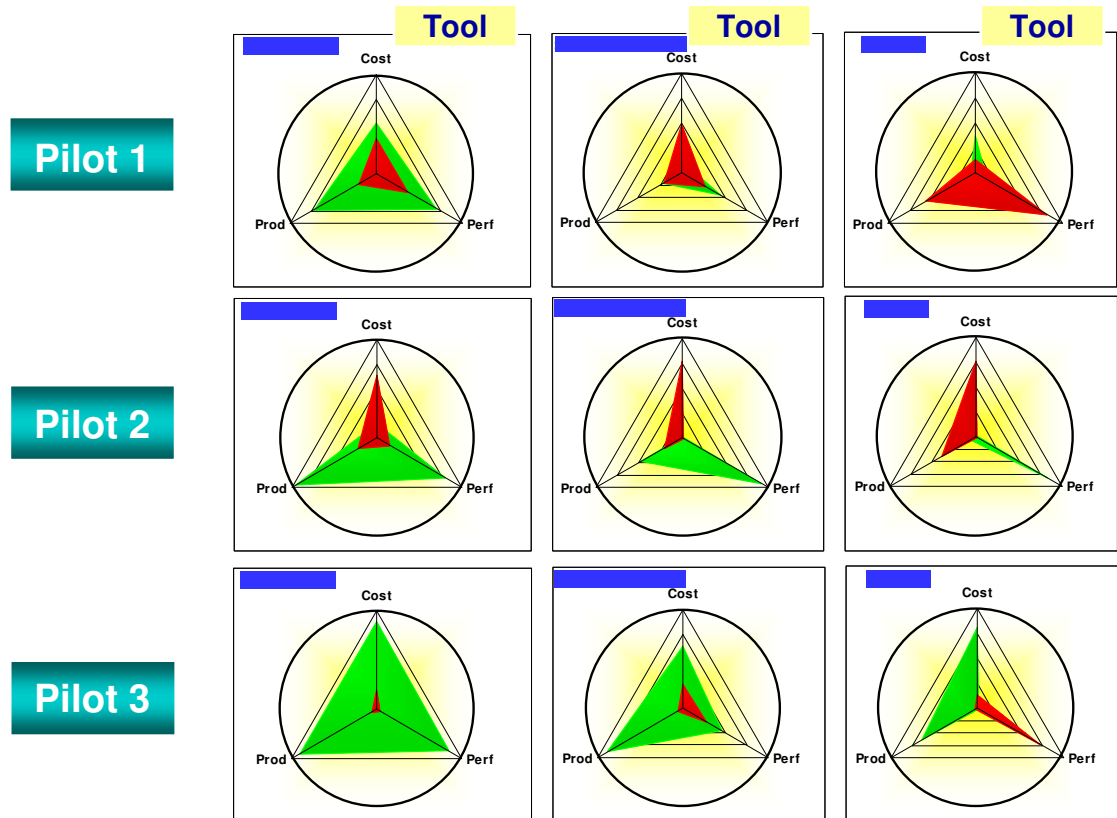 Tool Tool Tool
Cost Cost Cost
Pilot 1
Prod Perf Prod Perf Prod Perf
Cost Cost Cost
Pilot 2
Prod Perf Prod Perf Prod Perf
Cost Cost Cost
Pilot 3
Prod Perf Prod Perf Prod Perf